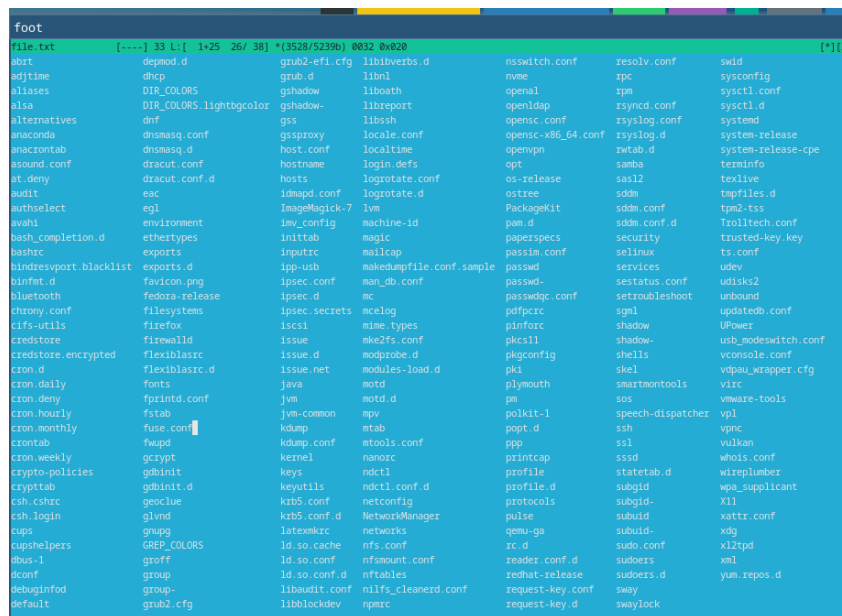 foot
file.txt [----] 33 L:[ 1+25 26/ 38] *(3528/5239b) 0032 0x020 [*][
abrt depmod.d grub2-efi.cfg libibverbs.d nsswitch.conf resolv.conf swid
adjtime dhcp grub.d libnl nvme rpc sysconfig
aliases DIR_COLORS gshadow liboath openal rpm sysctl.conf
alsa DIR_COLORS.lightbgcolor gshadow- libreport openldap rsyncd.conf sysctl.d
alternatives dnf gss libssh opensc.conf rsyslog.conf systemd
anaconda dnsmasq.conf gssproxy locale.conf opensc-x86_64.conf rsyslog.d system-release
anacrontab dnsmasq.d host.conf localtime openvpn rwtab.d system-release-cpe
asound.conf dracut.conf hostname login.defs opt samba terminfo
at.deny dracut.conf.d hosts logrotate.conf os-release sasl2 texlive
audit eac idmapd.conf logrotate.d ostree sddm tmpfiles.d
authselect egl ImageMagick-7 lvm PackageKit sddm.conf tpm2-tss
avahi environment imv_config machine-id pam.d sddm.conf.d Trolltech.conf
bash_completion.d ethertypes inittab magic paperspecs security trusted-key.key
bashrc exports inputrc mailcap passim.conf selinux ts.conf
bindresvport.blacklist exports.d ipp-usb makedumpfile.conf.sample passwd services udev
binfmt.d favicon.png ipsec.conf man_db.conf passwd- sestatus.conf udisks2
bluetooth fedora-release ipsec.d mc passwdqc.conf setroubleshoot unbound
chrony.conf filesystems ipsec.secrets mcelog pdfpcrc sgml updatedb.conf
cifs-utils firefox iscsi mime.types pinforc shadow UPower
credstore firewalld issue mke2fs.conf pkcs11 shadow- usb_modeswitch.conf
credstore.encrypted flexiblasrc issue.d modprobe.d pkgconfig shells vconsole.conf
cron.d flexiblasrc.d issue.net modules-load.d pki skel vdpau_wrapper.cfg
cron.daily fonts java motd plymouth smartmontools virc
cron.deny fprintd.conf jvm motd.d pm sos vmware-tools
cron.hourly fstab jvm-common mpv polkit-1 speech-dispatcher vpl
cron.monthly fuse.conf kdump mtab popt.d ssh vpnc
crontab fwupd kdump.conf mtools.conf ppp ssl vulkan
cron.weekly gcrypt kernel nanorc printcap sssd whois.conf
crypto-policies gdbinit keys ndctl profile statetab.d wireplumber
crypttab gdbinit.d keyutils ndctl.conf.d profile.d subgid wpa_supplicant
csh.cshrc geoclue krb5.conf netconfig protocols subgid- X11
csh.login glvnd krb5.conf.d NetworkManager pulse subuid xattr.conf
cups gnupg latexmkrc networks qemu-ga subuid- xdg
cupshelpers GREP_COLORS ld.so.cache nfs.conf rc.d sudo.conf xl2tpd
dbus-1 groff ld.so.conf nfsmount.conf reader.conf.d sudoers xml
dconf group ld.so.conf.d nftables redhat-release sudoers.d yum.repos.d
debuginfod group- libaudit.conf nilfs_cleanerd.conf request-key.conf sway
default grub2.cfg libblockdev npmrc request-key.d swaylock